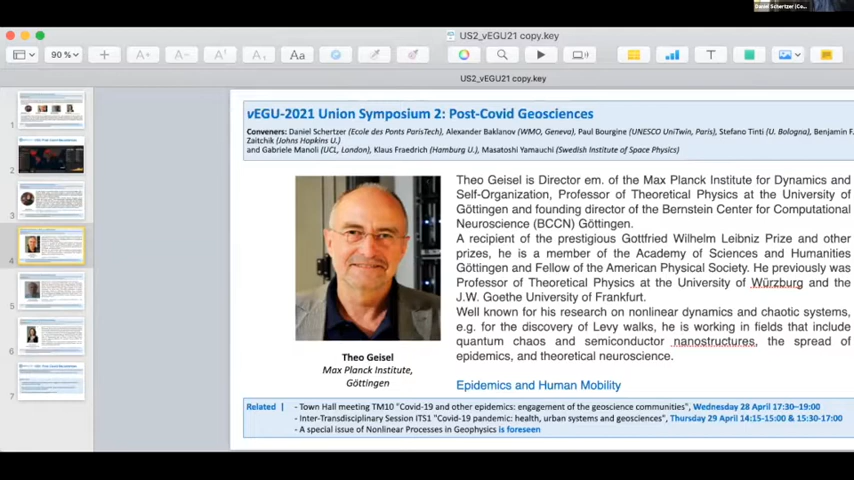 Daniel Schertzer (Co...
US2_vEGU21 copy.key
90%
US2_vEGU21 copy.key
vEGU-2021 Union Symposium 2: Post-Covid Geosciences
Conveners: Daniel Schertzer (Ecole des Ponts ParisTech), Alexander Baklanov (WMO, Geneva), Paul Bourgine (UNESCO UniTwin, Paris), Stefano Tinti (U. Bologna), Benjamin F.
Zaitchik (Johns Hopkins U.)
and Gabriele Manoli (UCL, London), Klaus Fraedrich (Hamburg U.), Masatoshi Yamauchi (Swedish Institute of Space Physics)
Theo Geisel is Director em. of the Max Planck Institute for Dynamics and
Self-Organization, Professor of Theoretical Physics at the University of
Göttingen and founding director of the Bernstein Center for Computational
Neuroscience (BCCN) Göttingen.
A recipient of the prestigious Gottfried Wilhelm Leibniz Prize and other
prizes, he is a member of the Academy of Sciences and Humanities
Göttingen and Fellow of the American Physical Society. He previously was
Professor of Theoretical Physics at the University of Würzburg and the
J.W. Goethe University of Frankfurt.
Well known for his research on nonlinear dynamics and chaotic systems,
e.g. for the discovery of Levy walks, he is working in fields that include
quantum chaos and semiconductor nanostructures, the spread of
epidemics, and theoretical neuroscience.
Theo Geisel
Max Planck Institute,
Göttingen
Epidemics and Human Mobility
Related | - Town Hall meeting TM10 "Covid-19 and other epidemics: engagement of the geoscience communities", Wednesday 28 April 17:30–19:00
- Inter-Transdisciplinary Session ITS1 "Covid-19 pandemic: health, urban systems and geosciences", Thursday 29 April 14:15-15:00 & 15:30-17:00
- A special issue of Nonlinear Processes in Geophysics is foreseen
1
2
3
4
5
6
7